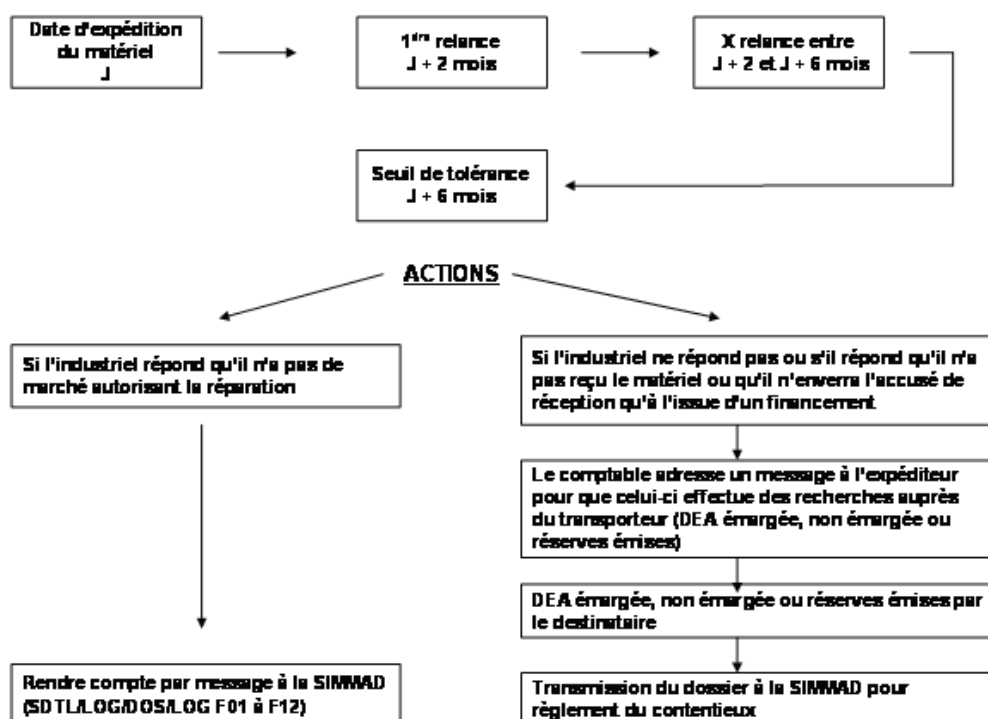 Date d'expédition
du matériel
J
1ère relance
J + 2 mois
X relance entre
J + 2 et J + 6 mois
Seuil de tolérance
J + 6 mois
ACTIONS
Si l'industriel répond qu'il n'a pas de
marché autorisant la réparation
Rendre compte par message à la SIMMAD
(SDTL/LOG/DOS/LOG F01 à F12)
Si l'industriel ne répond pas ou s'il répond qu'il n'a
pas reçu le matériel ou qu'il n'enverra l'accusé de
réception qu'à l'issue d'un financement
Le comptable adresse un message à l'expéditeur
pour que celui-ci effectue des recherches auprès
du transporteur (DEA émargée, non émargée ou
réserves émises)
DEA émargée, non émargée ou réserves émises par
le destinataire
Transmission du dossier à la SIMMAD pour
règlement du contentieux